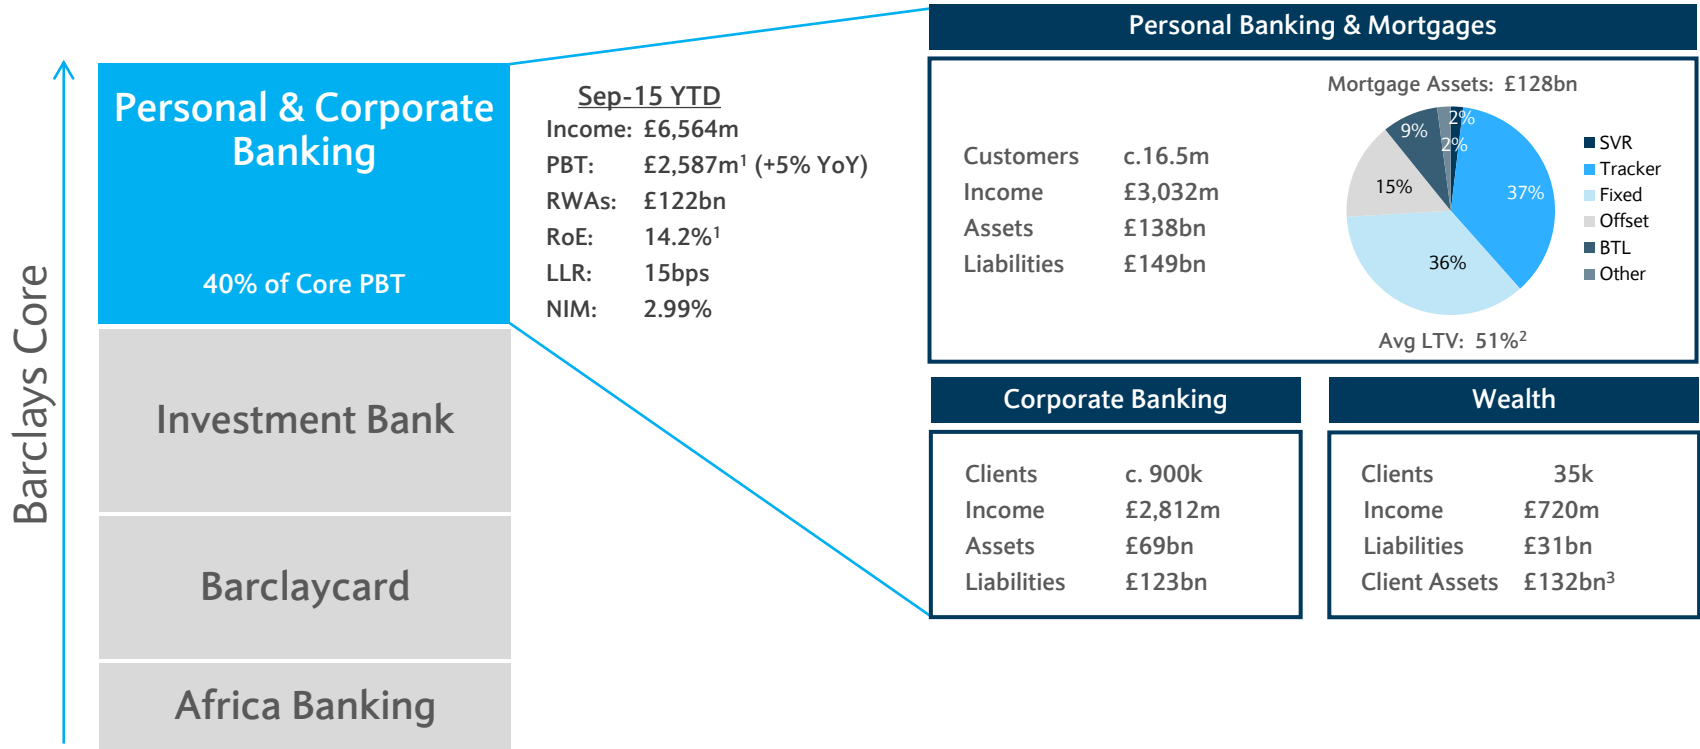 Barclays Core
Personal & Corporate
Banking
40% of Core PBT
Investment Bank
Barclaycard
Africa Banking
Sep-15 YTD
Income: £6,564m
PBT: £2,587m¹ (+5% YoY)
RWAs: £122bn
RoE: 14.2%¹
LLR: 15bps
NIM: 2.99%
Personal Banking & Mortgages
Customers c.16.5m
Income £3,032m
Assets £138bn
Liabilities £149bn
Mortgage Assets: £128bn
2%
37%
36%
15%
9%
2%
SVR
Tracker
Fixed
Offset
BTL
Other
Avg LTV: 51%²
Corporate Banking
Clients c. 900k
Income £2,812m
Assets £69bn
Liabilities £123bn
Wealth
Clients 35k
Income £720m
Liabilities £31bn
Client Assets £132bn³